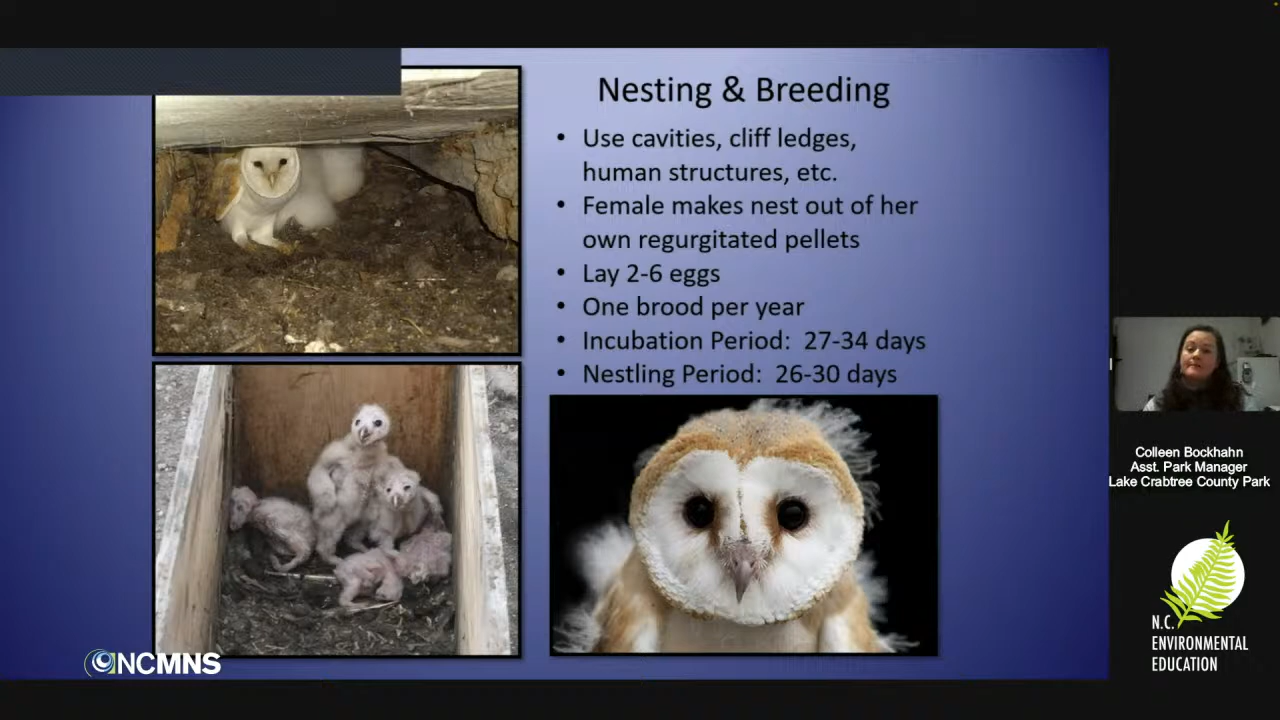 Nesting & Breeding
• Use cavities, cliff ledges,
human structures, etc.
• Female makes nest out of her
own regurgitated pellets
• Lay 2-6 eggs
• One brood per year
• Incubation Period: 27-34 days
• Nestling Period: 26-30 days
Colleen Bockhahn
Asst. Park Manager
Lake Crabtree County Park
NCMNS
N.C.
ENVIRONMENTAL
EDUCATION